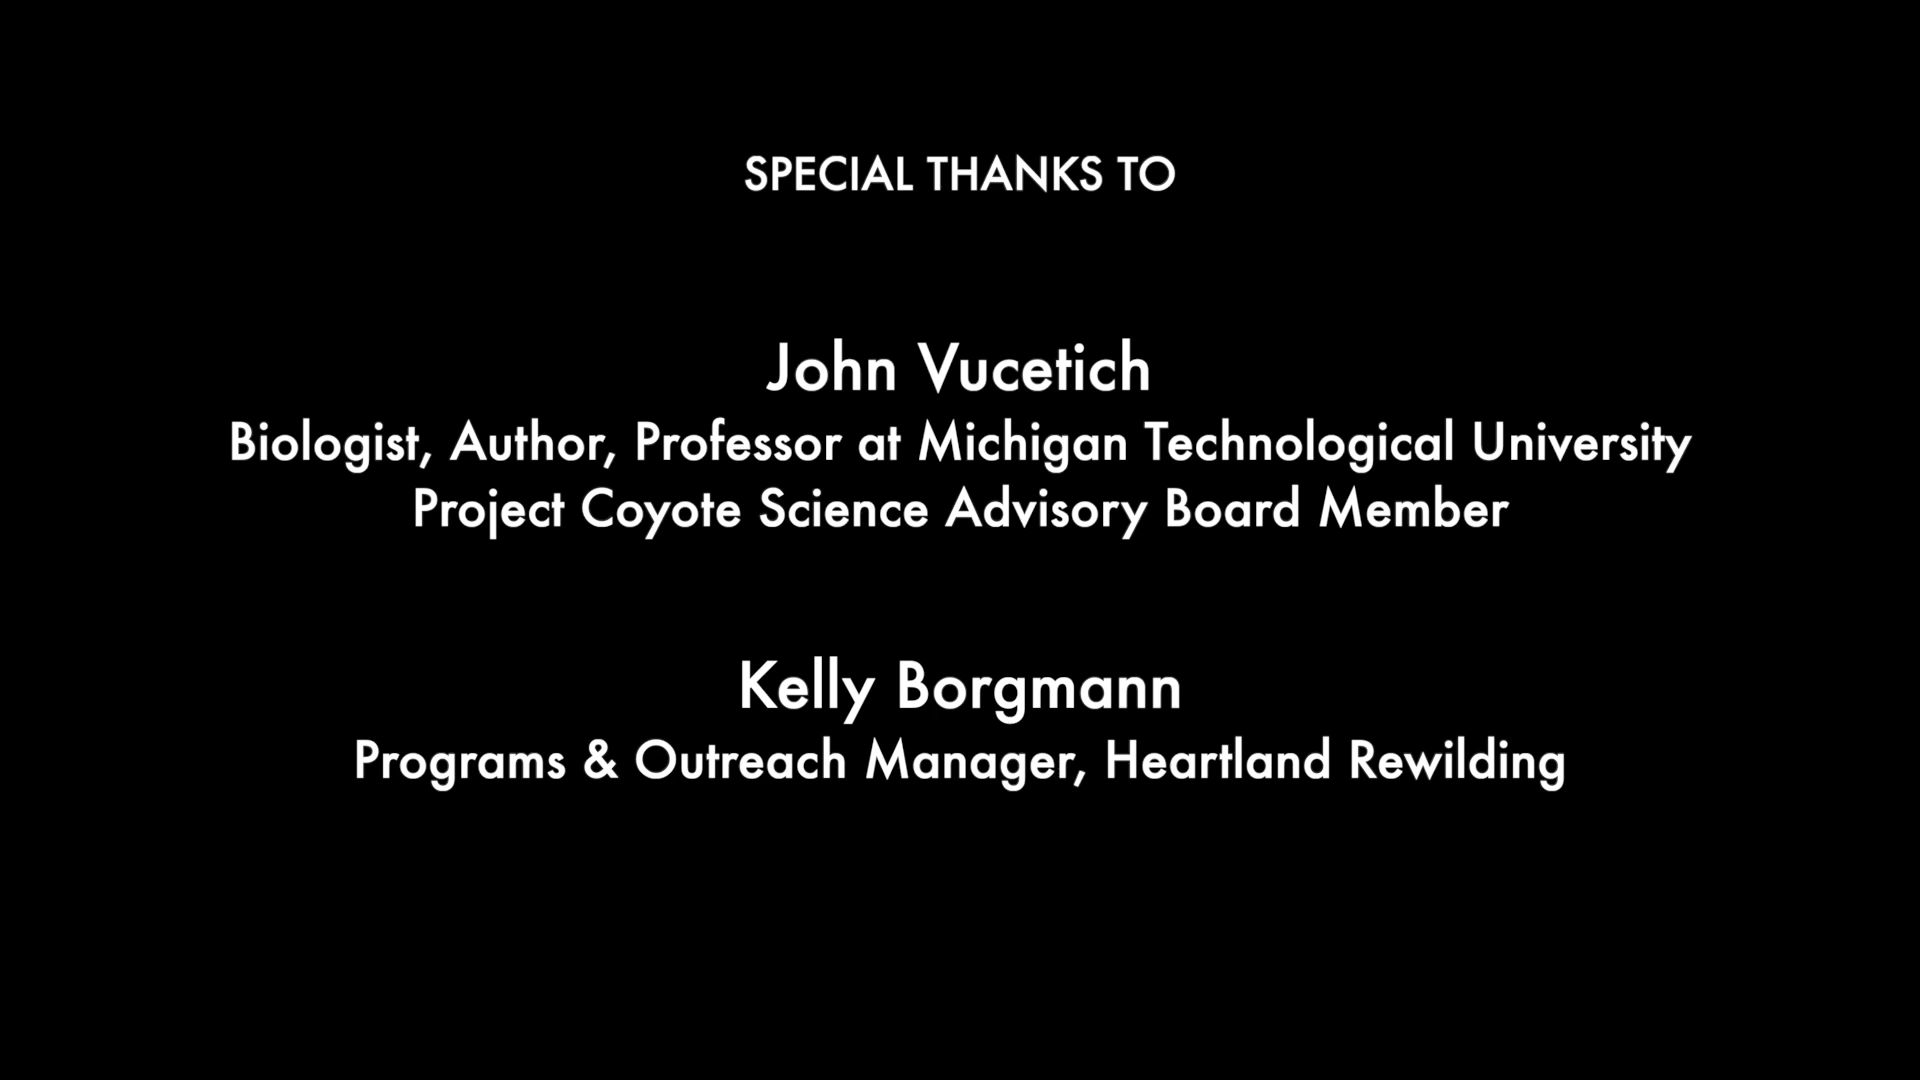 SPECIAL THANKS TO
John Vucetich
Biologist, Author, Professor at Michigan Technological University
Project Coyote Science Advisory Board Member
Kelly Borgmann
Programs & Outreach Manager, Heartland Rewilding